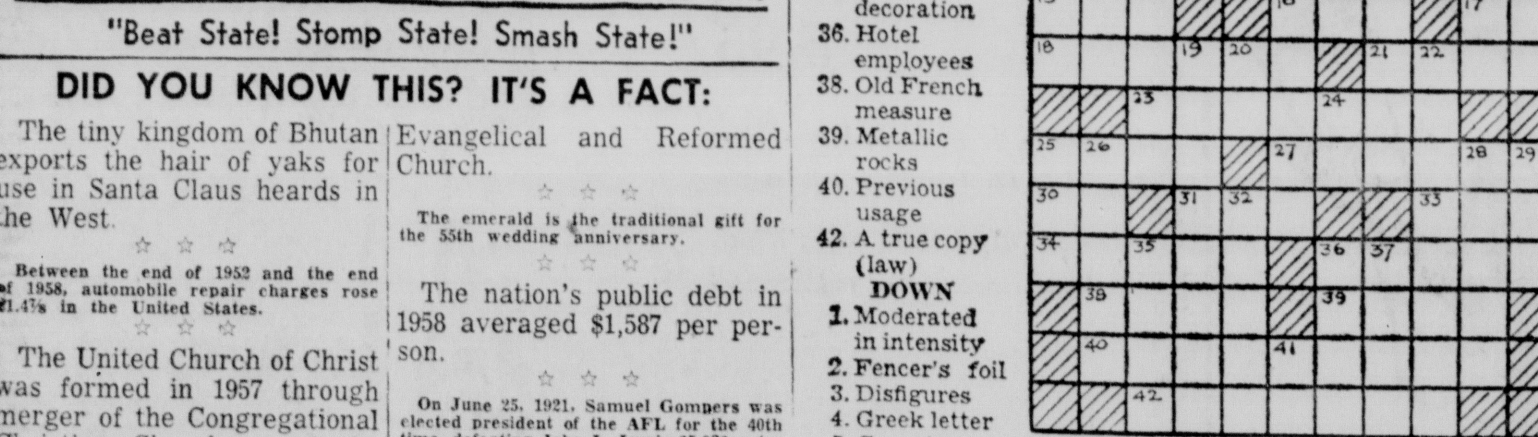 "Beat State! Stomp State! Smash State!"
DID YOU KNOW THIS? IT'S A FACT:
The tiny kingdom of Bhutan
exports the hair of yaks for
use in Santa Claus heards in
the West.
☆ ☆ ☆
Between the end of 1952 and the end
of 1958, automobile repair charges rose
21.4% in the United States.
☆ ☆ ☆
The United Church of Christ
was formed in 1957 through
merger of the Congregational
Evangelical and Reformed
Church.
☆ ☆ ☆
The emerald is the traditional gift for
the 55th wedding anniversary.
☆ ☆ ☆
The nation's public debt in
1958 averaged $1,587 per per-
son.
☆ ☆ ☆
On June 25, 1921, Samuel Gompers was
elected president of the AFL for the 40th
decoration
36. Hotel
employees
38. Old French
measure
39. Metallic
rocks
40. Previous
usage
42. A true copy
(law)
DOWN
1. Moderated
in intensity
2. Fencer's foil
3. Disfigures
4. Greek letter
18 19 20 21 22
23 24
25 26 27 28 29
30 31 32 33
34 35 36 37
38 39
40 41
42